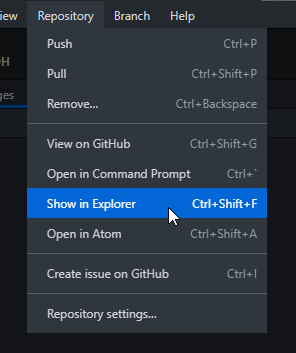 View Repository Branch Help
Push Ctrl+P
Pull Ctrl+Shift+P
Remove... Ctrl+Backspace
View on GitHub Ctrl+Shift+G
Open in Command Prompt Ctrl+`
Show in Explorer Ctrl+Shift+F
Open in Atom Ctrl+Shift+A
Create issue on GitHub Ctrl+I
Repository settings...